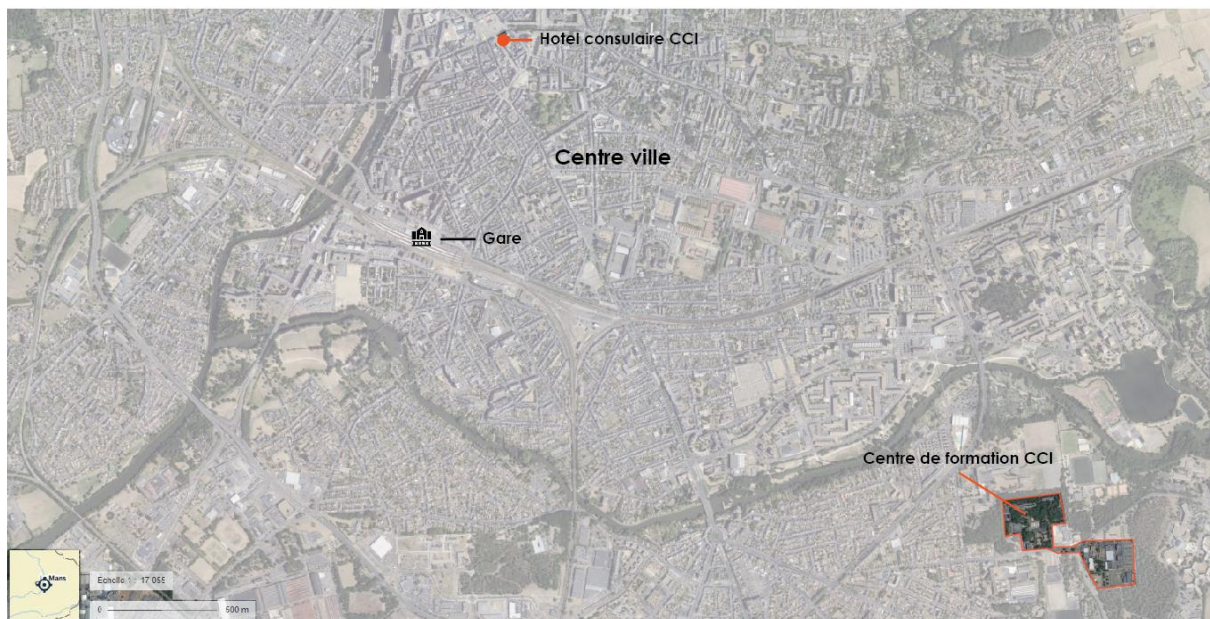 Hotel consulaire CCI
Centre ville
Gare
Centre de formation CCI
Mans
Echelle 1 : 17 055
0 500 m